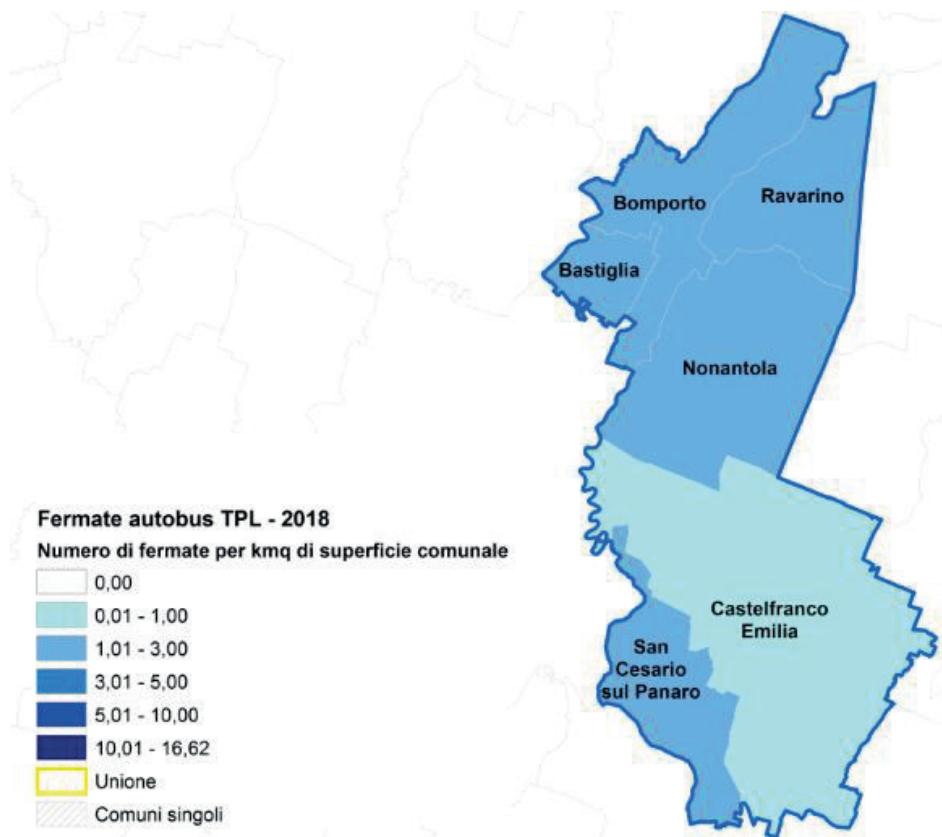 Ravarino
Bomporto
Bastiglia
Nonantola
Castelfranco
Emilia
San
Cesario
sul Panaro
Fermate autobus TPL - 2018
Numero di fermate per kmq di superficie comunale
0,00
0,01 - 1,00
1,01 - 3,00
3,01 - 5,00
5,01 - 10,00
10,01 - 16,62
Unione
Comuni singoli